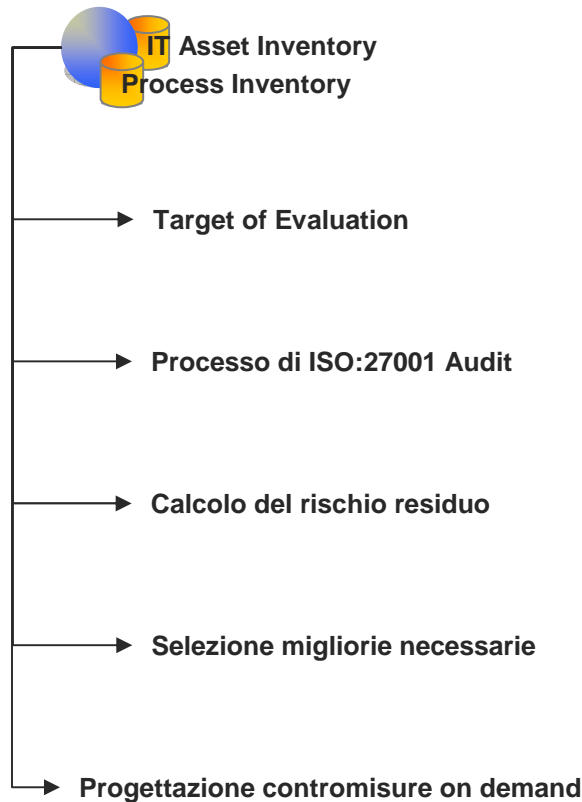 IT Asset Inventory
Process Inventory
Target of Evaluation
Processo di ISO:27001 Audit
Calcolo del rischio residuo
Selezione migliorie necessarie
Progettazione contromisure on demand